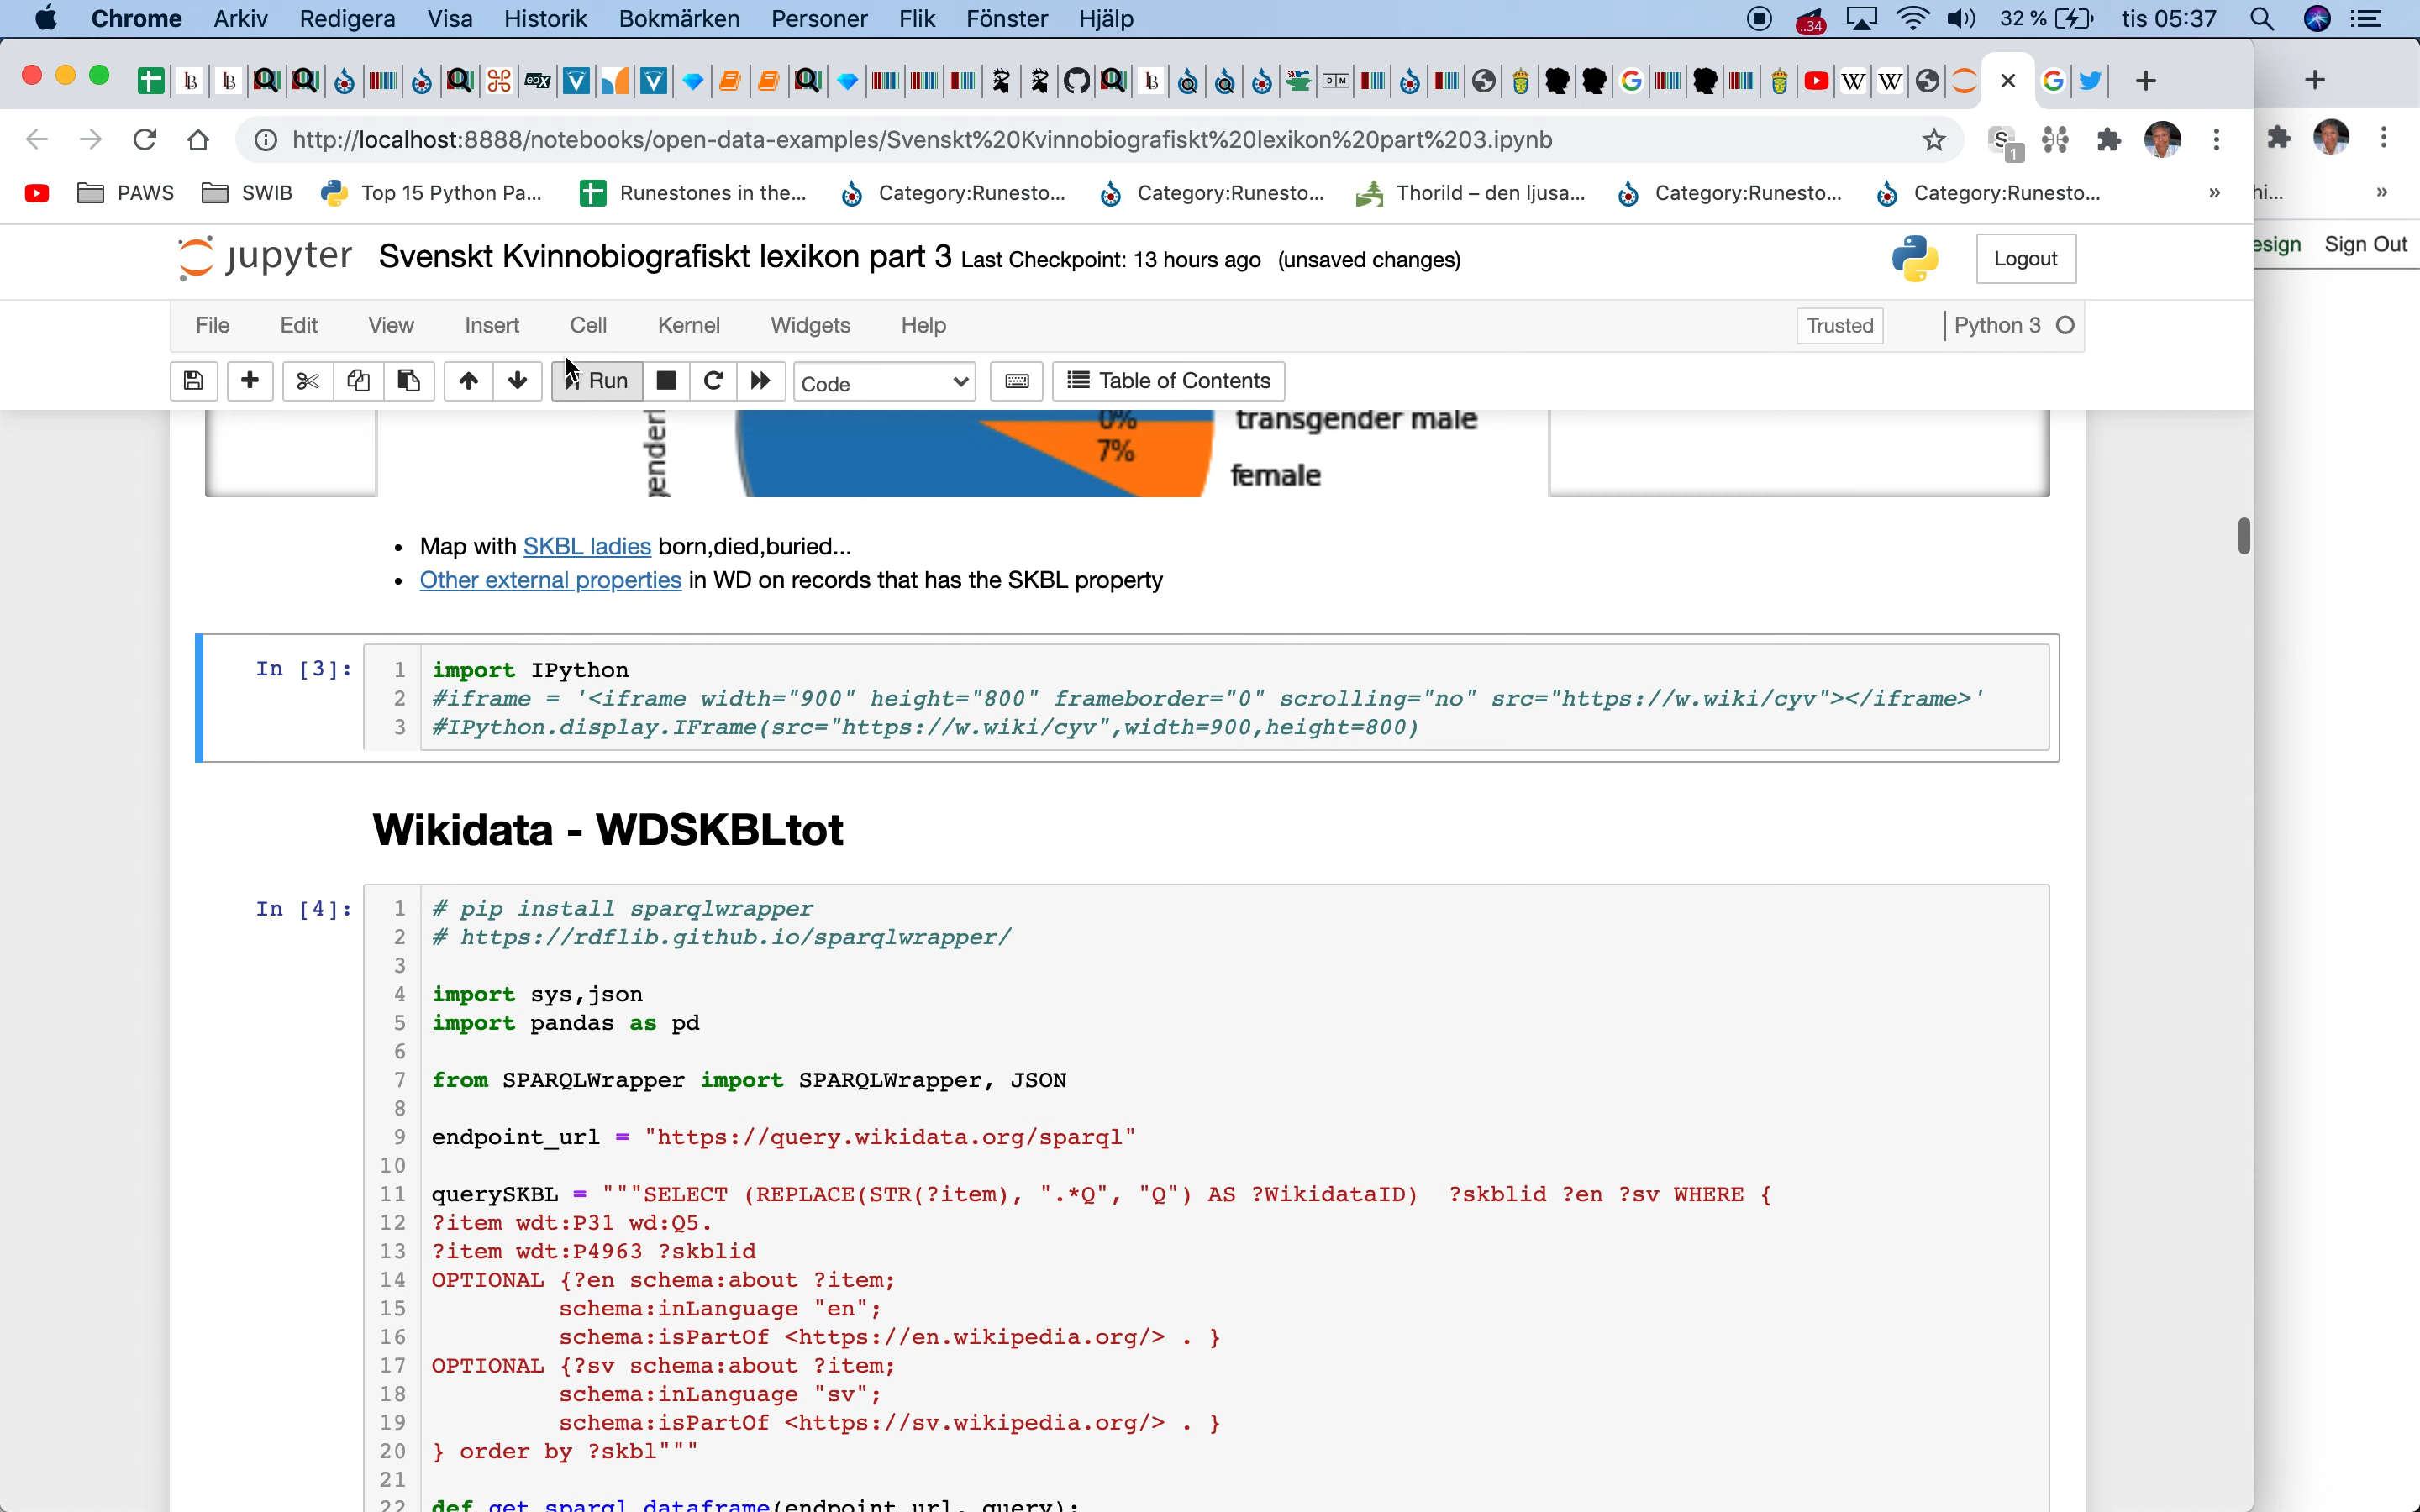 Chrome Arkiv Redigera Visa Historik Bokmärken Personer Flik Fönster Hjälp ..34 32 % tis 05:37
http://localhost:8888/notebooks/open-data-examples/Svenskt%20Kvinnobiografiskt%20lexikon%20part%203.ipynb
PAWS SWIB Top 15 Python Pa... Runestones in the... Category:Runesto... Category:Runesto... Thorild – den ljusa... Category:Runesto... Category:Runesto... » hi... »
jupyter Svenskt Kvinnobiografiskt lexikon part 3 Last Checkpoint: 13 hours ago (unsaved changes) Logout esign Sign Out
File Edit View Insert Cell Kernel Widgets Help Trusted Python 3
Run Code Table of Contents
0% transgender male
7%
female
gender
• Map with SKBL ladies born,died,buried...
• Other external properties in WD on records that has the SKBL property
In [3]:
1 import IPython
2 #iframe = '<iframe width="900" height="800" frameborder="0" scrolling="no" src="https://w.wiki/cyv"></iframe>'
3 #IPython.display.IFrame(src="https://w.wiki/cyv",width=900,height=800)
Wikidata - WDSKBLtot
In [4]:
1 # pip install sparqlwrapper
2 # https://rdflib.github.io/sparqlwrapper/
3
4 import sys,json
5 import pandas as pd
6
7 from SPARQLWrapper import SPARQLWrapper, JSON
8
9 endpoint_url = "https://query.wikidata.org/sparql"
10
11 querySKBL = """SELECT (REPLACE(STR(?item), ".*Q", "Q") AS ?WikidataID)  ?skblid ?en ?sv WHERE {
12 ?item wdt:P31 wd:Q5.
13 ?item wdt:P4963 ?skblid
14 OPTIONAL {?en schema:about ?item;
15 schema:inLanguage "en";
16 schema:isPartOf <https://en.wikipedia.org/> . }
17 OPTIONAL {?sv schema:about ?item;
18 schema:inLanguage "sv";
19 schema:isPartOf <https://sv.wikipedia.org/> . }
20 } order by ?skbl"""
21
22 def get_sparql_dataframe(endpoint_url, query):